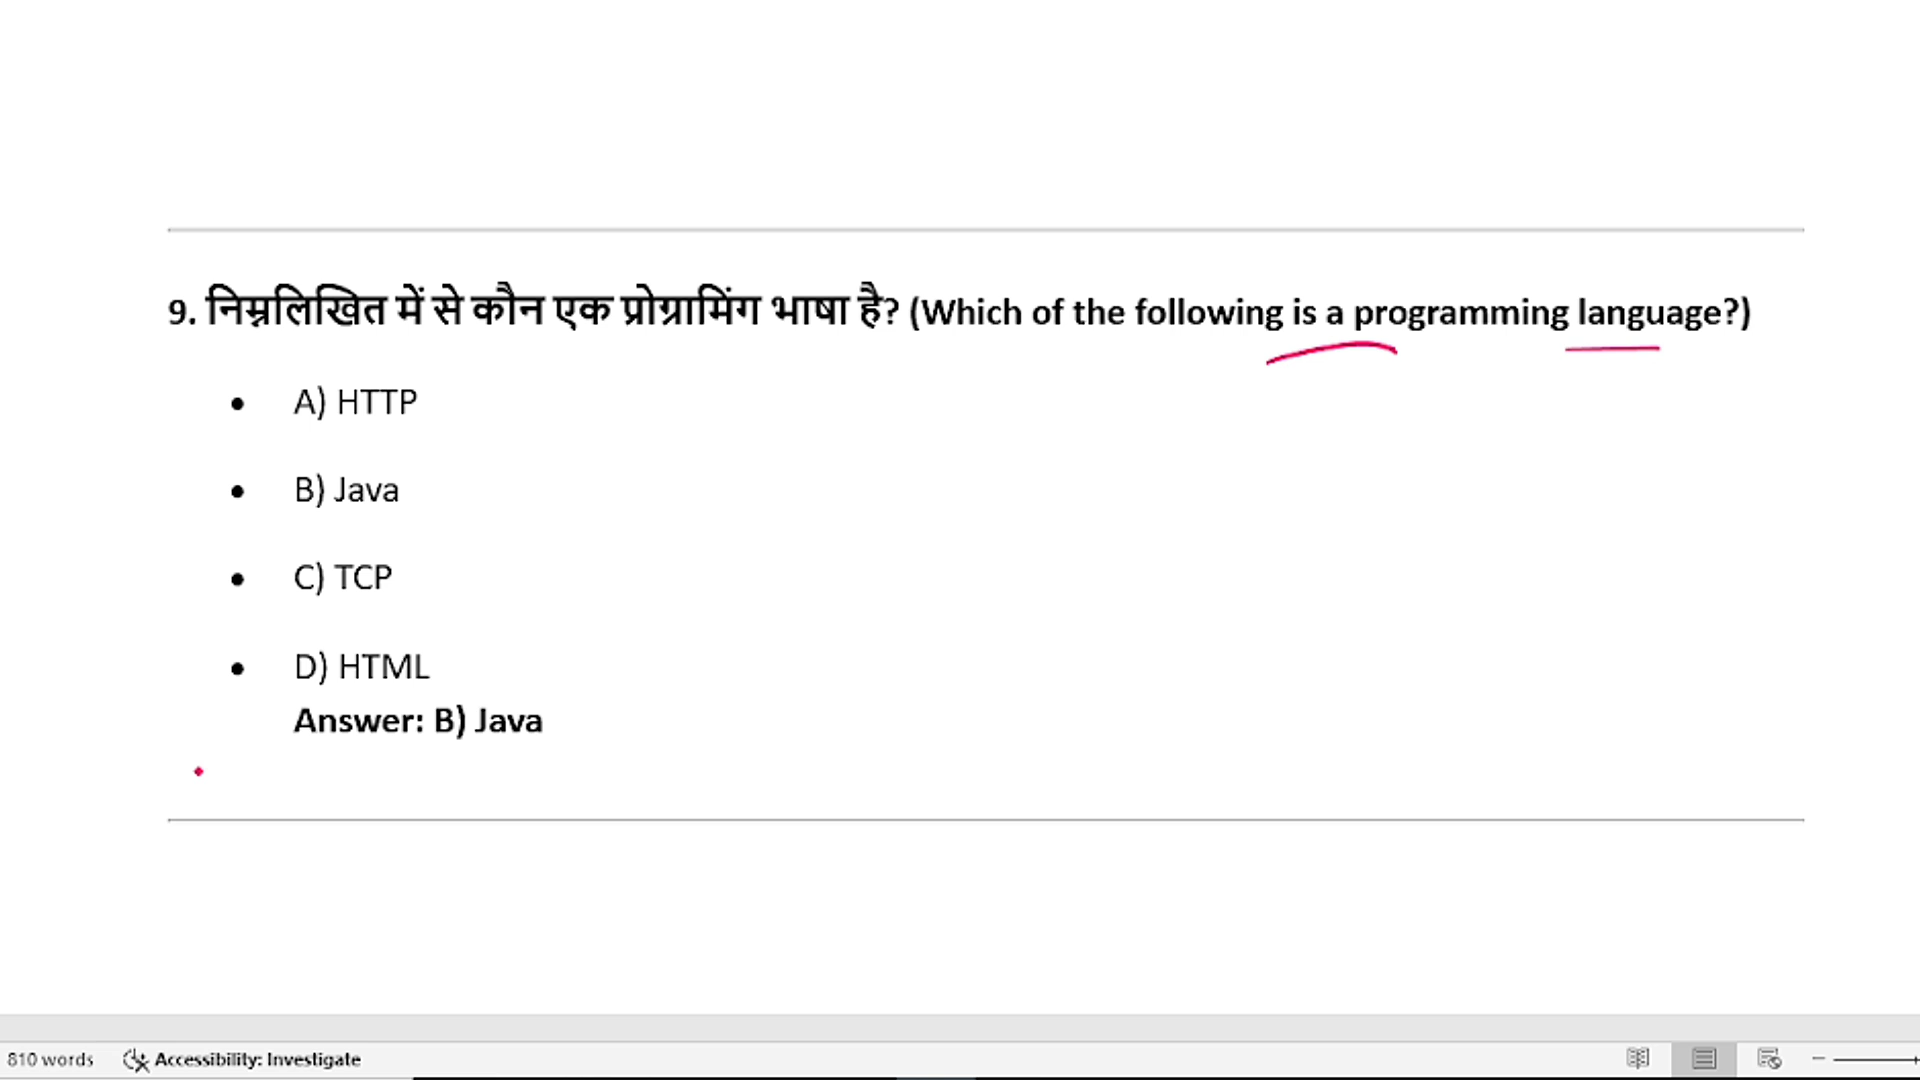 9. निम्नलिखित में से कौन एक प्रोग्रामिंग भाषा है? (Which of the following is a programming language?)
• A) HTTP
• B) Java
• C) TCP
• D) HTML
Answer: B) Java
810 words Accessibility: Investigate